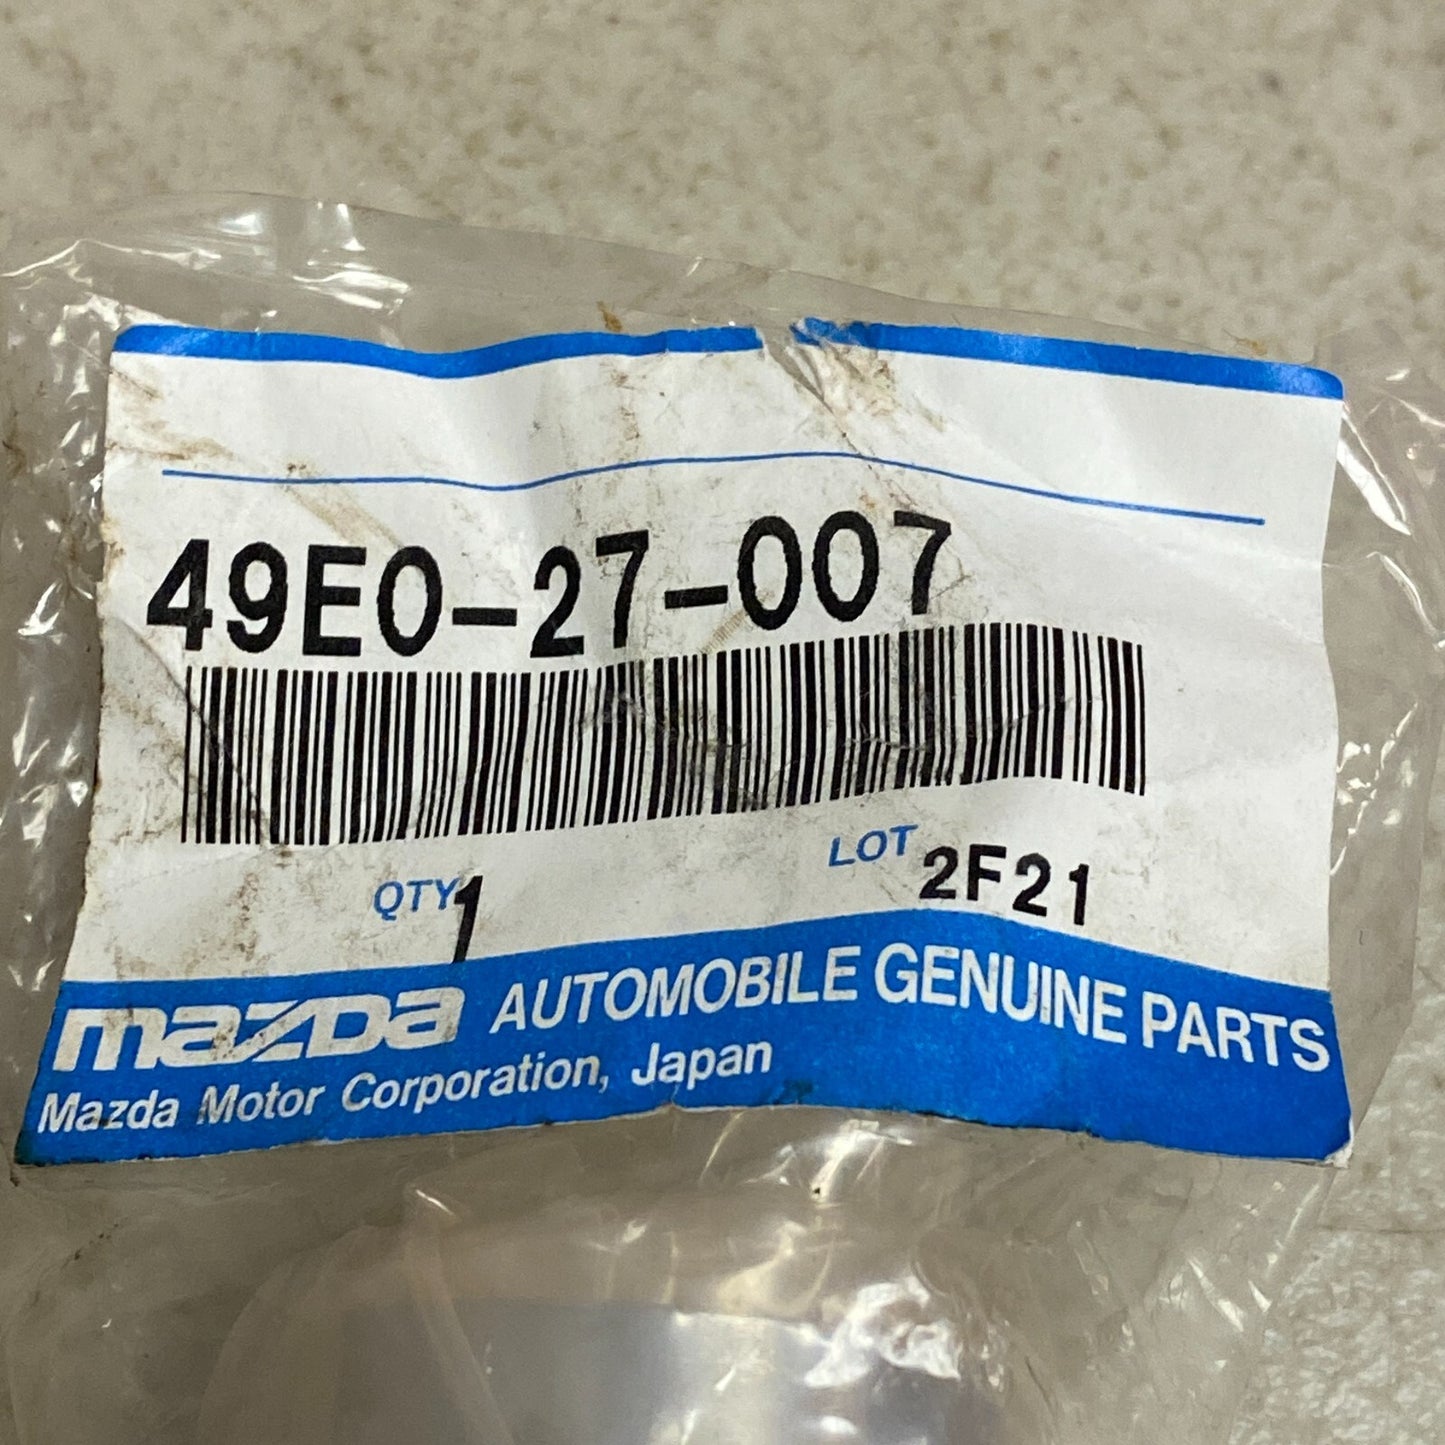 49E0-27-007
QTY 1 LOT 2F21
mazda AUTOMOBILE GENUINE PARTS
Mazda Motor Corporation, Japan